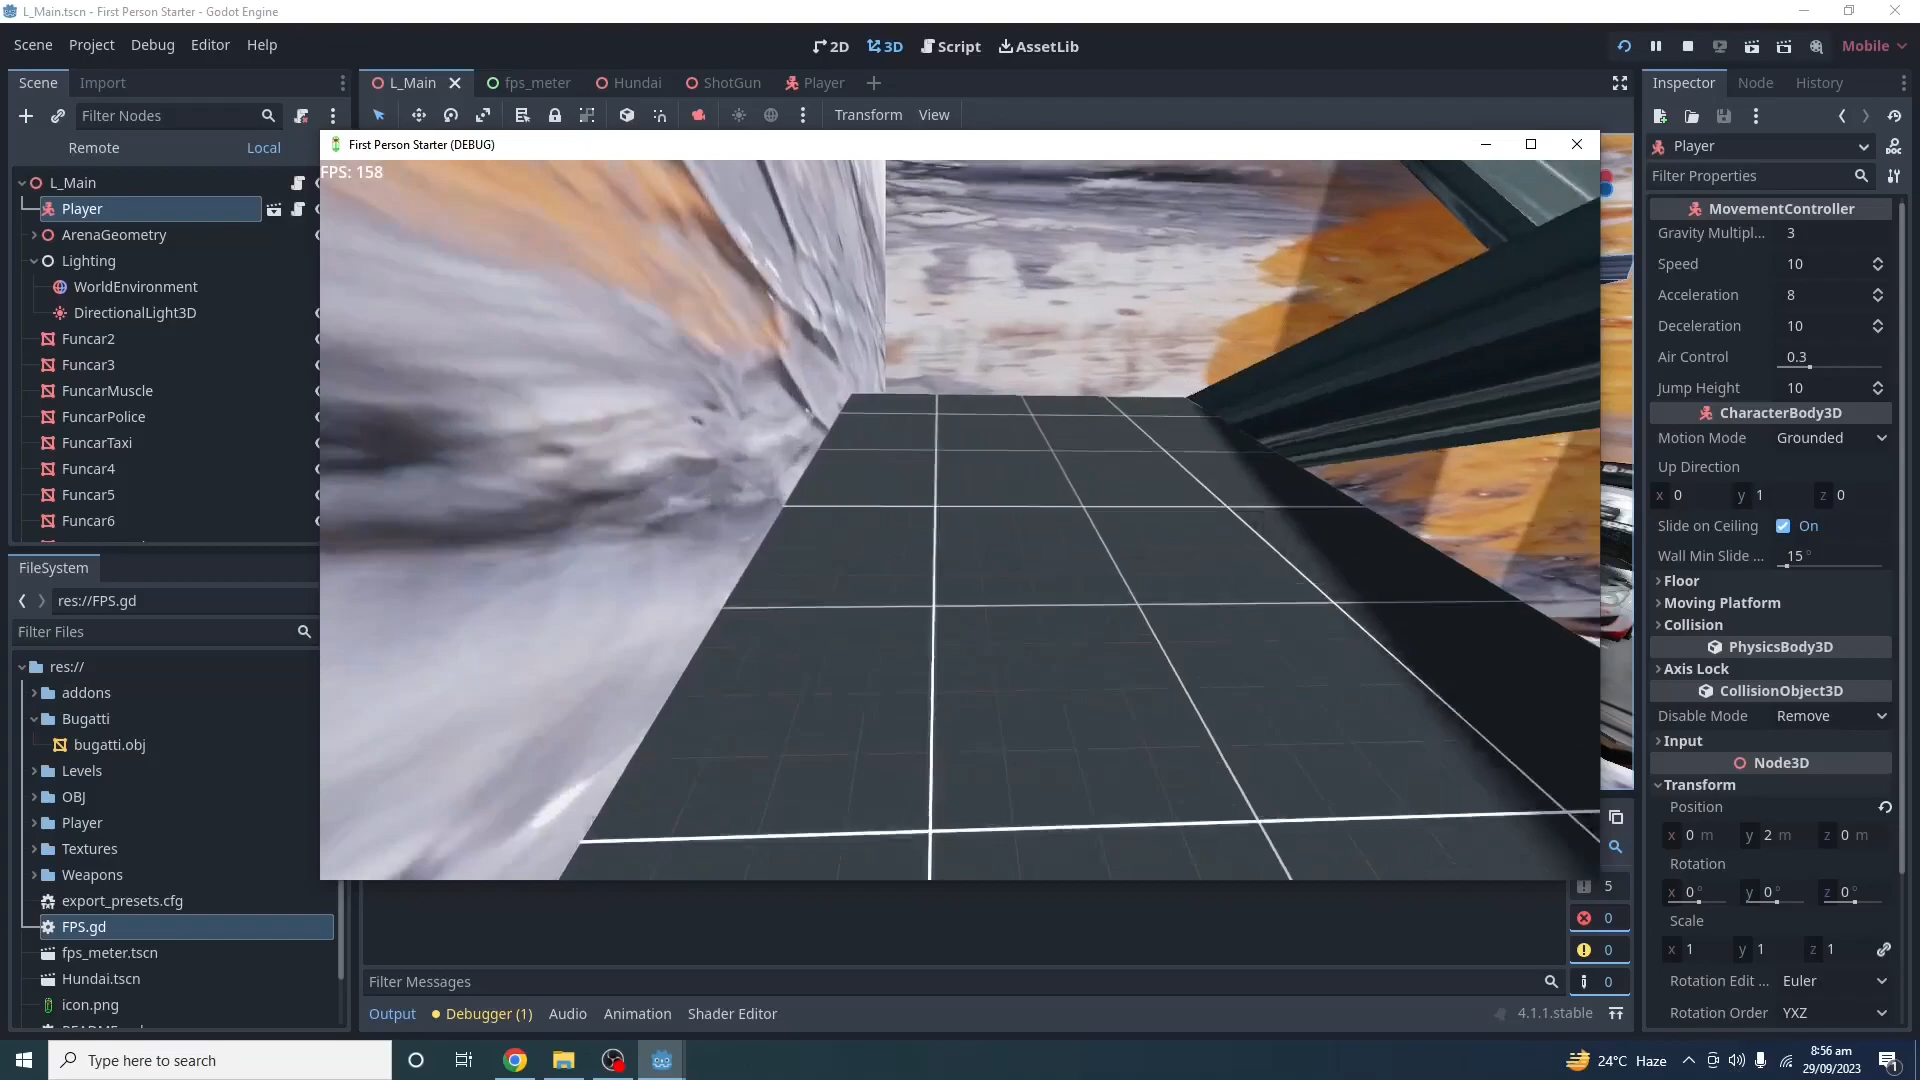 L_Main.tscn - First Person Starter - Godot Engine
Scene Project Debug Editor Help
2D 3D Script AssetLib
Mobile
Scene Import
L_Main fps_meter Hundai ShotGun Player
Inspector Node History
Filter Nodes
Transform View
Remote Local
First Person Starter (DEBUG)
FPS: 158
L_Main
Player
ArenaGeometry
Lighting
WorldEnvironment
DirectionalLight3D
Funcar2
Funcar3
FuncarMuscle
FuncarPolice
FuncarTaxi
Funcar4
Funcar5
Funcar6
FileSystem
res://FPS.gd
Filter Files
res://
addons
Bugatti
bugatti.obj
Levels
OBJ
Player
Textures
Weapons
export_presets.cfg
FPS.gd
fps_meter.tscn
Hundai.tscn
icon.png
Player
Filter Properties
MovementController
Gravity Multipl... 3
Speed 10
Acceleration 8
Deceleration 10
Air Control 0.3
Jump Height 10
CharacterBody3D
Motion Mode Grounded
Up Direction
x 0 y 1 z 0
Slide on Ceiling On
Wall Min Slide ... 15 °
Floor
Moving Platform
Collision
PhysicsBody3D
Axis Lock
CollisionObject3D
Disable Mode Remove
Input
Node3D
Transform
Position
x 0 m y 2 m z 0 m
Rotation
x 0 ° y 0 ° z 0 °
Scale
x 1 y 1 z 1
Rotation Edit ... Euler
Rotation Order YXZ
5
0
0
0
Filter Messages
Output Debugger (1) Audio Animation Shader Editor
4.1.1.stable
Type here to search
24°C Haze
8:56 am
29/09/2023
1